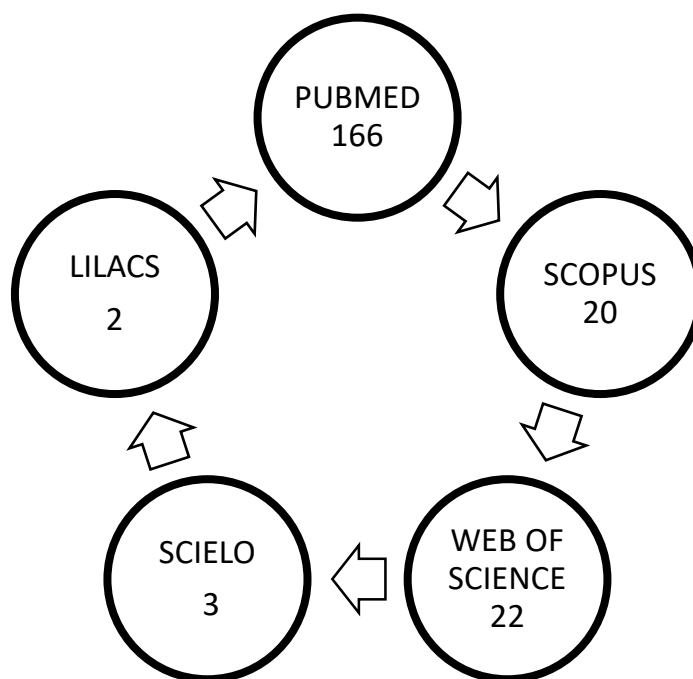 PUBMED
166
SCOPUS
20
WEB OF
SCIENCE
22
SCIELO
3
LILACS
2